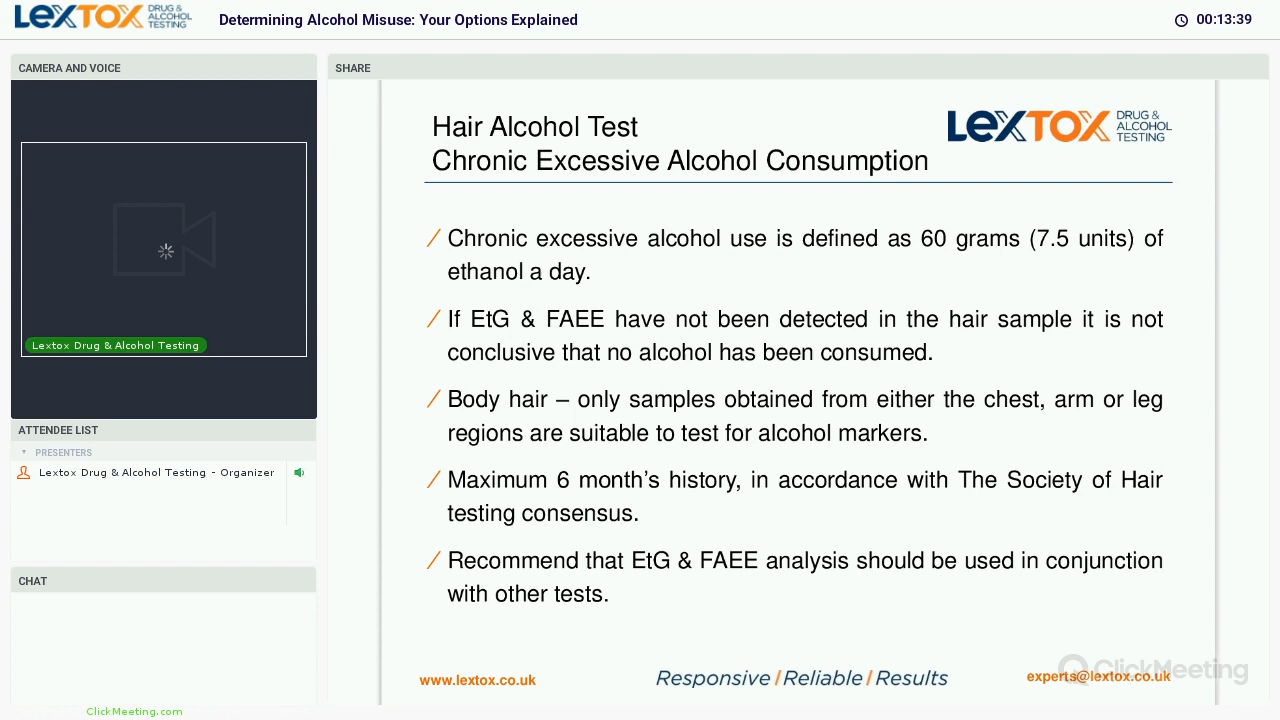 LEXTOX DRUG & ALCOHOL TESTING
Determining Alcohol Misuse: Your Options Explained
00:13:39
CAMERA AND VOICE
Lextox Drug & Alcohol Testing
ATTENDEE LIST
PRESENTERS
Lextox Drug & Alcohol Testing - Organizer
CHAT
ClickMeeting.com
SHARE
Hair Alcohol Test
Chronic Excessive Alcohol Consumption
LEXTOX DRUG & ALCOHOL TESTING
Chronic excessive alcohol use is defined as 60 grams (7.5 units) of
ethanol a day.
If EtG & FAEE have not been detected in the hair sample it is not
conclusive that no alcohol has been consumed.
Body hair – only samples obtained from either the chest, arm or leg
regions are suitable to test for alcohol markers.
Maximum 6 month's history, in accordance with The Society of Hair
testing consensus.
Recommend that EtG & FAEE analysis should be used in conjunction
with other tests.
www.lextox.co.uk
Responsive / Reliable / Results
experts@lextox.co.uk
ClickMeeting